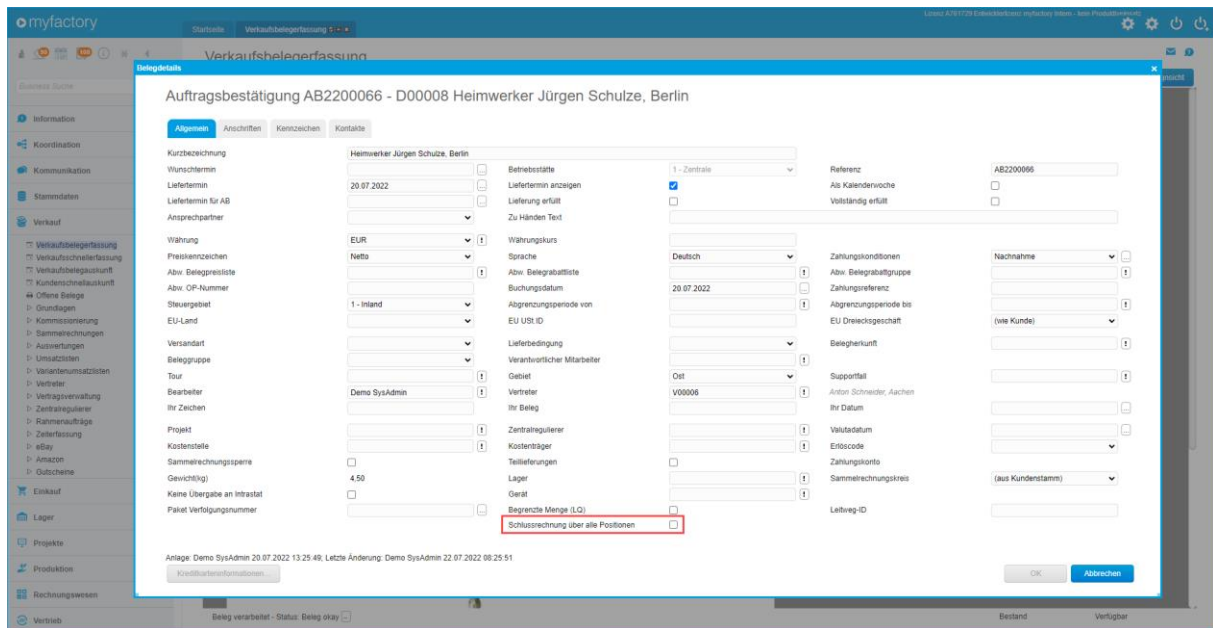 myfactory
Startseite
Verkaufsbelegerfassung
Verkaufsbelegerfassung
Business Suche
Information
Koordination
Kommunikation
Stammdaten
Verkauf
Verkaufsbelegerfassung
Verkaufsschnellerfassung
Verkaufsbelegauskunft
Kundenschnellauskunft
Offene Belege
Grundlagen
Kommissionierung
Sammelrechnungen
Auswertungen
Umsatzlisten
Variantenumsatzlisten
Vertreter
Vertragsverwaltung
Zentralregulierer
Rahmenaufträge
Zeiterfassung
eBay
Amazon
Gutscheine
Einkauf
Lager
Projekte
Produktion
Rechnungswesen
Vertrieb
Belegdetails
Auftragsbestätigung AB2200066 - D00008 Heimwerker Jürgen Schulze, Berlin
Allgemein Anschriften Kennzeichen Kontakte
Kurzbezeichnung Heimwerker Jürgen Schulze, Berlin
Wunschtermin Betriebsstätte 1 - Zentrale Referenz AB2200066
Liefertermin 20.07.2022 Liefertermin anzeigen Als Kalenderwoche
Liefertermin für AB Lieferung erfüllt Vollständig erfüllt
Ansprechpartner Zu Händen Text
Währung EUR Währungskurs
Preiskennzeichen Netto Sprache Deutsch Zahlungskonditionen Nachnahme
Abw. Belegpreisliste Abw. Belegrabattliste Abw. Belegrabattgruppe
Abw. OP-Nummer Buchungsdatum 20.07.2022 Zahlungsreferenz
Steuergebiet 1 - Inland Abgrenzungsperiode von Abgrenzungsperiode bis
EU-Land EU USt.ID EU Dreiecksgeschäft (wie Kunde)
Versandart Lieferbedingung Belegherkunft
Beleggruppe Verantwortlicher Mitarbeiter
Tour Gebiet Ost Supportfall
Bearbeiter Demo SysAdmin Vertreter V00006 Anton Schneider, Aachen
Ihr Zeichen Ihr Beleg Ihr Datum
Projekt Zentralregulierer Valutadatum
Kostenstelle Kostenträger Erlöscode
Sammelrechnungssperre Teillieferungen Zahlungskonto
Gewicht(kg) 4,50 Lager Sammelrechnungskreis (aus Kundenstamm)
Keine Übergabe an Intrastat Gerät
Paket Verfolgungsnummer Begrenzte Menge (LQ) Leitweg-ID
Schlussrechnung über alle Positionen
Anlage: Demo SysAdmin 20.07.2022 13:25:49; Letzte Änderung: Demo SysAdmin 22.07.2022 08:25:51
Kreditkarteninformationen... OK Abbrechen
Beleg verarbeitet - Status: Beleg okay Bestand Verfügbar